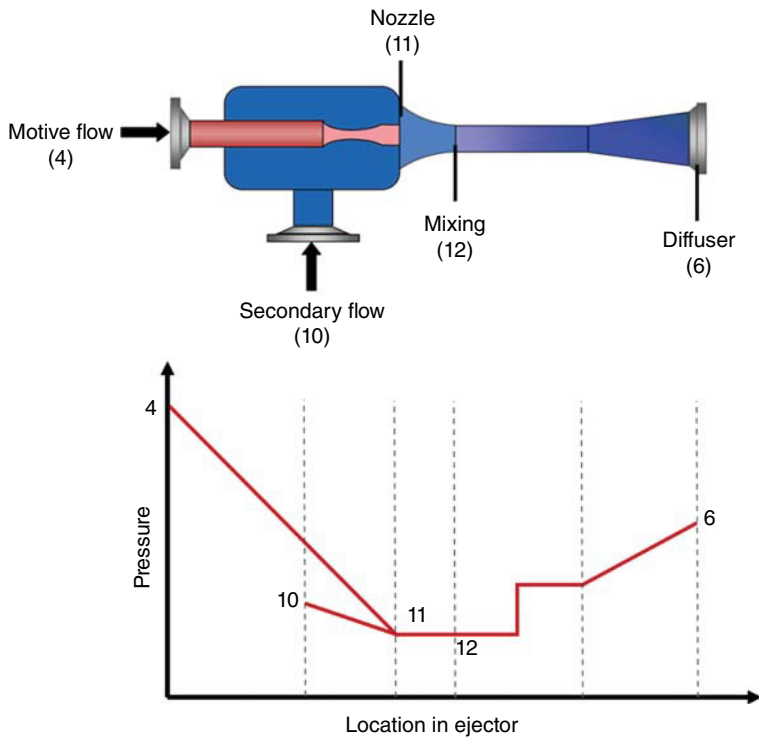 Nozzle
(11)
Motive flow
(4)
Mixing
(12)
Diffuser
(6)
Secondary flow
(10)
4
6
10
11
12
Pressure
Location in ejector